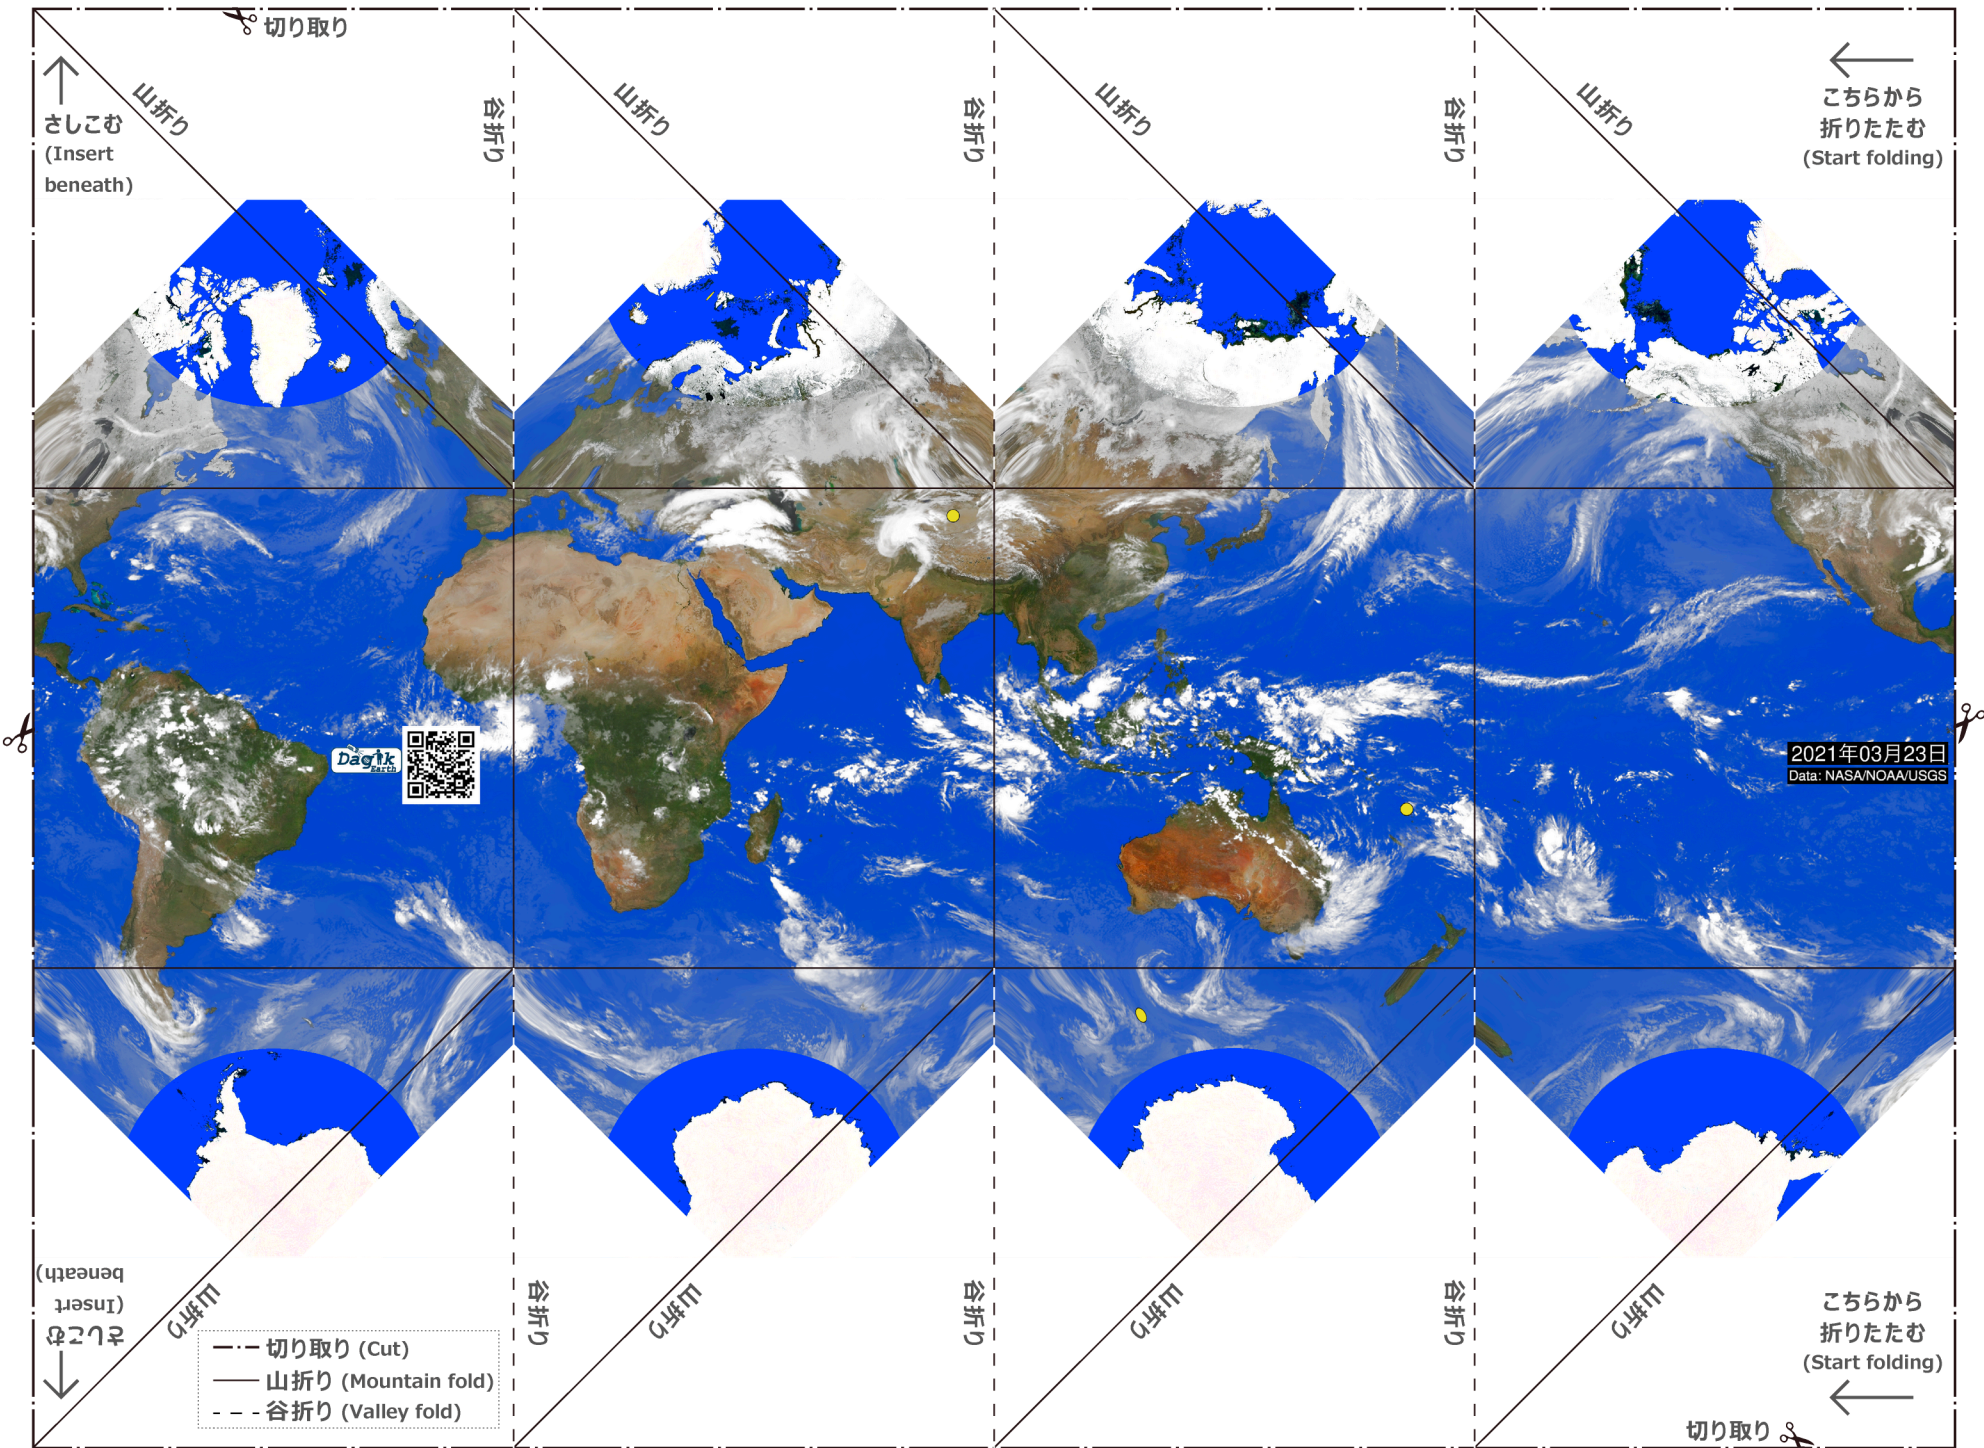 切り取り
山折り
谷折り
山折り
谷折り
山折り
谷折り
山折り
さしこむ
(Insert
beneath)
こちらから
折りたたむ
(Start folding)
Dagik
Earth
2021年03月23日
Data: NASA/NOAA/USGS
さしこむ
(Insert
beneath)
山折り
谷折り
山折り
谷折り
山折り
谷折り
山折り
こちらから
折りたたむ
(Start folding)
切り取り (Cut)
山折り (Mountain fold)
谷折り (Valley fold)
切り取り